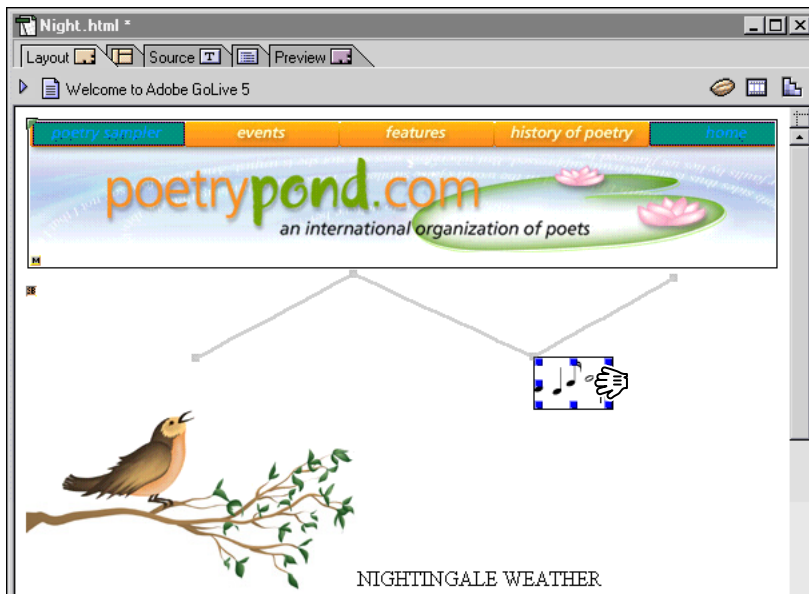 Night.html *
Layout Source T Preview
Welcome to Adobe GoLive 5
poetry sampler events features history of poetry home
poetrypond.com
an international organization of poets
M
SB
NIGHTINGALE WEATHER